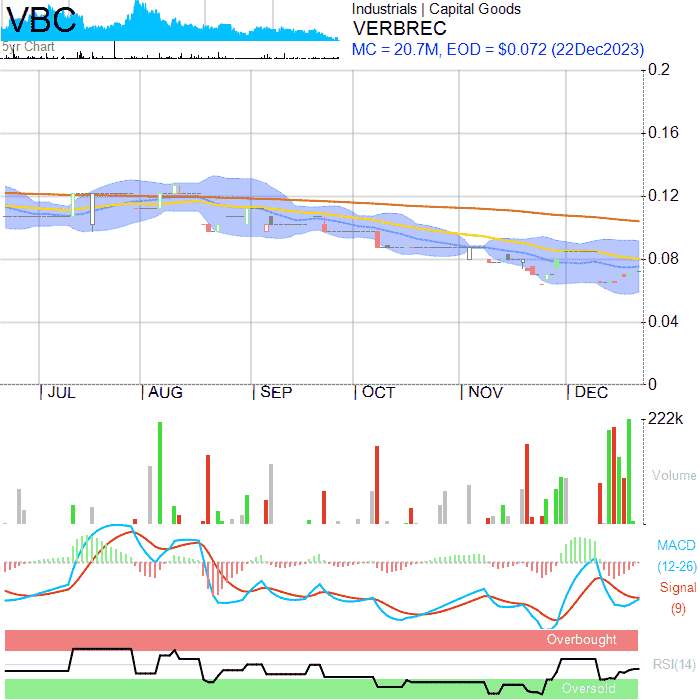 VBC
5yr Chart
Industrials | Capital Goods
VERBREC
MC = 20.7M, EOD = $0.072 (22Dec2023)
0.2
0.16
0.12
0.08
0.04
0
| JUL | AUG | SEP | OCT | NOV | DEC
222k
Volume
MACD
(12-26)
Signal
(9)
Overbought
RSI(14)
Oversold